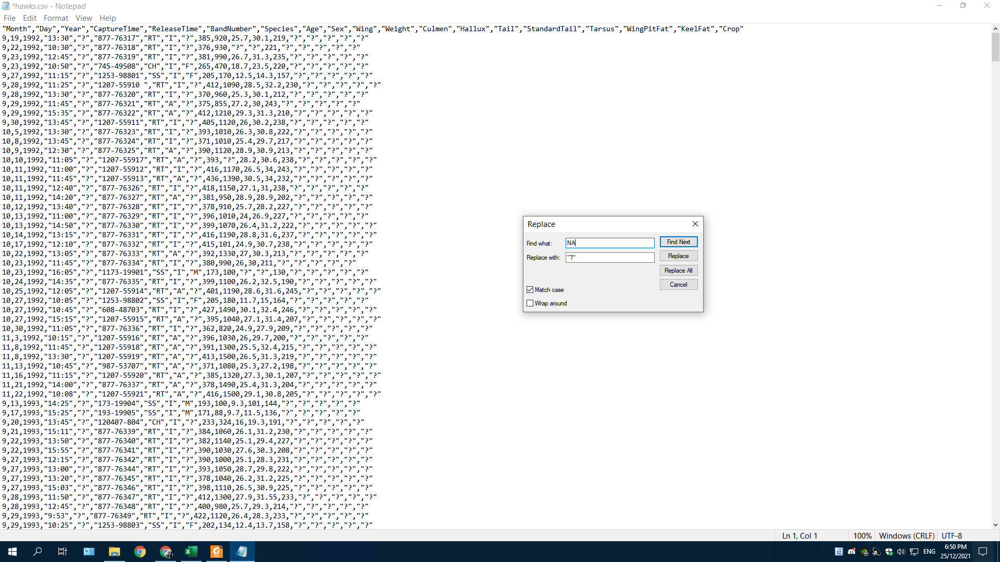 *hawks.csv - Notepad
File Edit Format View Help
"Month","Day","Year","CaptureTime","ReleaseTime","BandNumber","Species","Age","Sex","Wing","Weight","Culmen","Hallux","Tail","StandardTail","Tarsus","WingPitFat","KeelFat","Crop"
9,19,1992,"13:30","?","877-76317","RT","I","?",385,920,25.7,30.1,219,"?","?","?","?","?"
9,22,1992,"10:30","?","877-76318","RT","I","?",376,930,"?","?",221,"?","?","?","?","?"
9,23,1992,"12:45","?","877-76319","RT","I","?",381,990,26.7,31.3,235,"?","?","?","?","?"
9,23,1992,"10:50","?","745-49508","CH","I","F",265,470,18.7,23.5,220,"?","?","?","?","?"
9,27,1992,"11:15","?","1253-98801","SS","I","F",205,170,12.5,14.3,157,"?","?","?","?","?"
9,28,1992,"11:25","?","1207-55910 ","RT","I","?",412,1090,28.5,32.2,230,"?","?","?","?","?"
9,28,1992,"13:30","?","877-76320","RT","I","?",370,960,25.3,30.1,212,"?","?","?","?","?"
9,29,1992,"11:45","?","877-76321","RT","A","?",375,855,27.2,30,243,"?","?","?","?","?"
9,29,1992,"15:35","?","877-76322","RT","A","?",412,1210,29.3,31.3,210,"?","?","?","?","?"
9,30,1992,"13:45","?","1207-55911","RT","I","?",405,1120,26,30.2,238,"?","?","?","?","?"
10,5,1992,"13:30","?","877-76323","RT","I","?",393,1010,26.3,30.8,222,"?","?","?","?","?"
10,8,1992,"13:45","?","877-76324","RT","I","?",371,1010,25.4,29.7,217,"?","?","?","?","?"
10,9,1992,"12:30","?","877-76325","RT","A","?",390,1120,28.9,30.9,213,"?","?","?","?","?"
10,10,1992,"11:05","?","1207-55917","RT","A","?",393,"?",28.2,30.6,238,"?","?","?","?","?"
10,11,1992,"11:00","?","1207-55912","RT","I","?",416,1170,26.5,34,243,"?","?","?","?","?"
10,11,1992,"11:45","?","1207-55913","RT","A","?",436,1390,30.5,34,232,"?","?","?","?","?"
10,11,1992,"12:40","?","877-76326","RT","I","?",418,1150,27.1,31,238,"?","?","?","?","?"
10,11,1992,"14:20","?","877-76327","RT","A","?",381,950,28.9,28.9,202,"?","?","?","?","?"
10,12,1992,"13:40","?","877-76328","RT","I","?",378,910,25.7,28.2,227,"?","?","?","?","?"
10,13,1992,"11:00","?","877-76329","RT","I","?",396,1010,24,26.9,227,"?","?","?","?","?"
10,13,1992,"14:50","?","877-76330","RT","I","?",399,1070,26.4,31.2,222,"?","?","?","?","?"
10,14,1992,"13:15","?","877-76331","RT","I","?",416,1190,28.8,31.6,237,"?","?","?","?","?"
10,17,1992,"12:10","?","877-76332","RT","I","?",415,101,24.9,30.7,238,"?","?","?","?","?"
10,22,1992,"13:05","?","877-76333","RT","A","?",392,1330,27,30.3,213,"?","?","?","?","?"
10,23,1992,"11:45","?","877-76334","RT","I","?",380,990,26,30,211,"?","?","?","?","?"
10,23,1992,"16:05","?","1173-19901","SS","I","M",173,100,"?","?",130,"?","?","?","?","?"
10,24,1992,"14:35","?","877-76335","RT","I","?",399,1100,26.2,32.5,190,"?","?","?","?","?"
10,25,1992,"12:05","?","1207-55914","RT","A","?",401,1190,28.6,31.6,245,"?","?","?","?","?"
10,27,1992,"10:05","?","1253-98802","SS","I","F",205,180,11.7,15,164,"?","?","?","?","?"
10,27,1992,"10:45","?","608-48703","RT","I","?",427,1490,30.1,32.4,246,"?","?","?","?","?"
10,27,1992,"15:15","?","1207-55915","RT","A","?",395,1040,27.1,31.4,207,"?","?","?","?","?"
10,30,1992,"11:05","?","877-76336","RT","I","?",362,820,24.9,27.9,209,"?","?","?","?","?"
11,3,1992,"10:15","?","1207-55916","RT","A","?",396,1030,26,29.7,200,"?","?","?","?","?"
11,8,1992,"11:45","?","1207-55918","RT","A","?",391,1300,25.5,32.4,215,"?","?","?","?","?"
11,8,1992,"13:30","?","1207-55919","RT","A","?",413,1500,26.5,31.3,219,"?","?","?","?","?"
11,13,1992,"10:45","?","987-53707","RT","A","?",371,1080,25.3,27.2,198,"?","?","?","?","?"
11,16,1992,"11:15","?","1207-55920","RT","A","?",385,1320,27.3,30.1,207,"?","?","?","?","?"
11,21,1992,"14:00","?","877-76337","RT","A","?",378,1490,25.4,31.3,204,"?","?","?","?","?"
11,22,1992,"10:08","?","1207-55921","RT","A","?",416,1500,29.1,30.8,205,"?","?","?","?","?"
9,13,1993,"14:25","?","173-19904","SS","I","M",193,100,9.3,101,144,"?","?","?","?","?"
9,17,1993,"15:25","?","193-19905","SS","I","M",171,88,9.7,11.5,136,"?","?","?","?","?"
9,20,1993,"13:45","?","120407-804","CH","I","?",233,324,16,19.3,191,"?","?","?","?","?"
9,21,1993,"15:11","?","877-76339","RT","I","?",384,1060,26.1,31.2,230,"?","?","?","?","?"
9,22,1993,"13:50","?","877-76340","RT","I","?",382,1140,25.1,29.4,227,"?","?","?","?","?"
9,22,1993,"15:55","?","877-76341","RT","I","?",390,1030,27.6,30.3,208,"?","?","?","?","?"
9,27,1993,"12:15","?","877-76342","RT","I","?",390,1000,25.1,28.3,231,"?","?","?","?","?"
9,27,1993,"13:00","?","877-76344","RT","I","?",393,1050,28.7,29.8,222,"?","?","?","?","?"
9,27,1993,"13:20","?","877-76345","RT","I","?",378,1040,26.2,31.2,225,"?","?","?","?","?"
9,27,1993,"15:03","?","877-76346","RT","I","?",398,1110,26.5,30.9,225,"?","?","?","?","?"
9,28,1993,"11:50","?","877-76347","RT","I","?",412,1300,27.9,31.55,233,"?","?","?","?","?"
9,28,1993,"12:45","?","877-76348","RT","I","?",400,980,25.7,29.3,214,"?","?","?","?","?"
9,29,1993,"9:53","?","877-76349","RT","I","?",422,1120,26.4,28.3,233,"?","?","?","?","?"
9,29,1993,"10:25","?","1253-98803","SS","I","F",202,134,12.4,13.7,158,"?","?","?","?","?"
Replace
Find what: NA Find Next
Replace with: "?" Replace
Replace All
Cancel
Match case
Wrap around
Ln 1, Col 1 100% Windows (CRLF) UTF-8
ENG
6:50 PM
25/12/2021